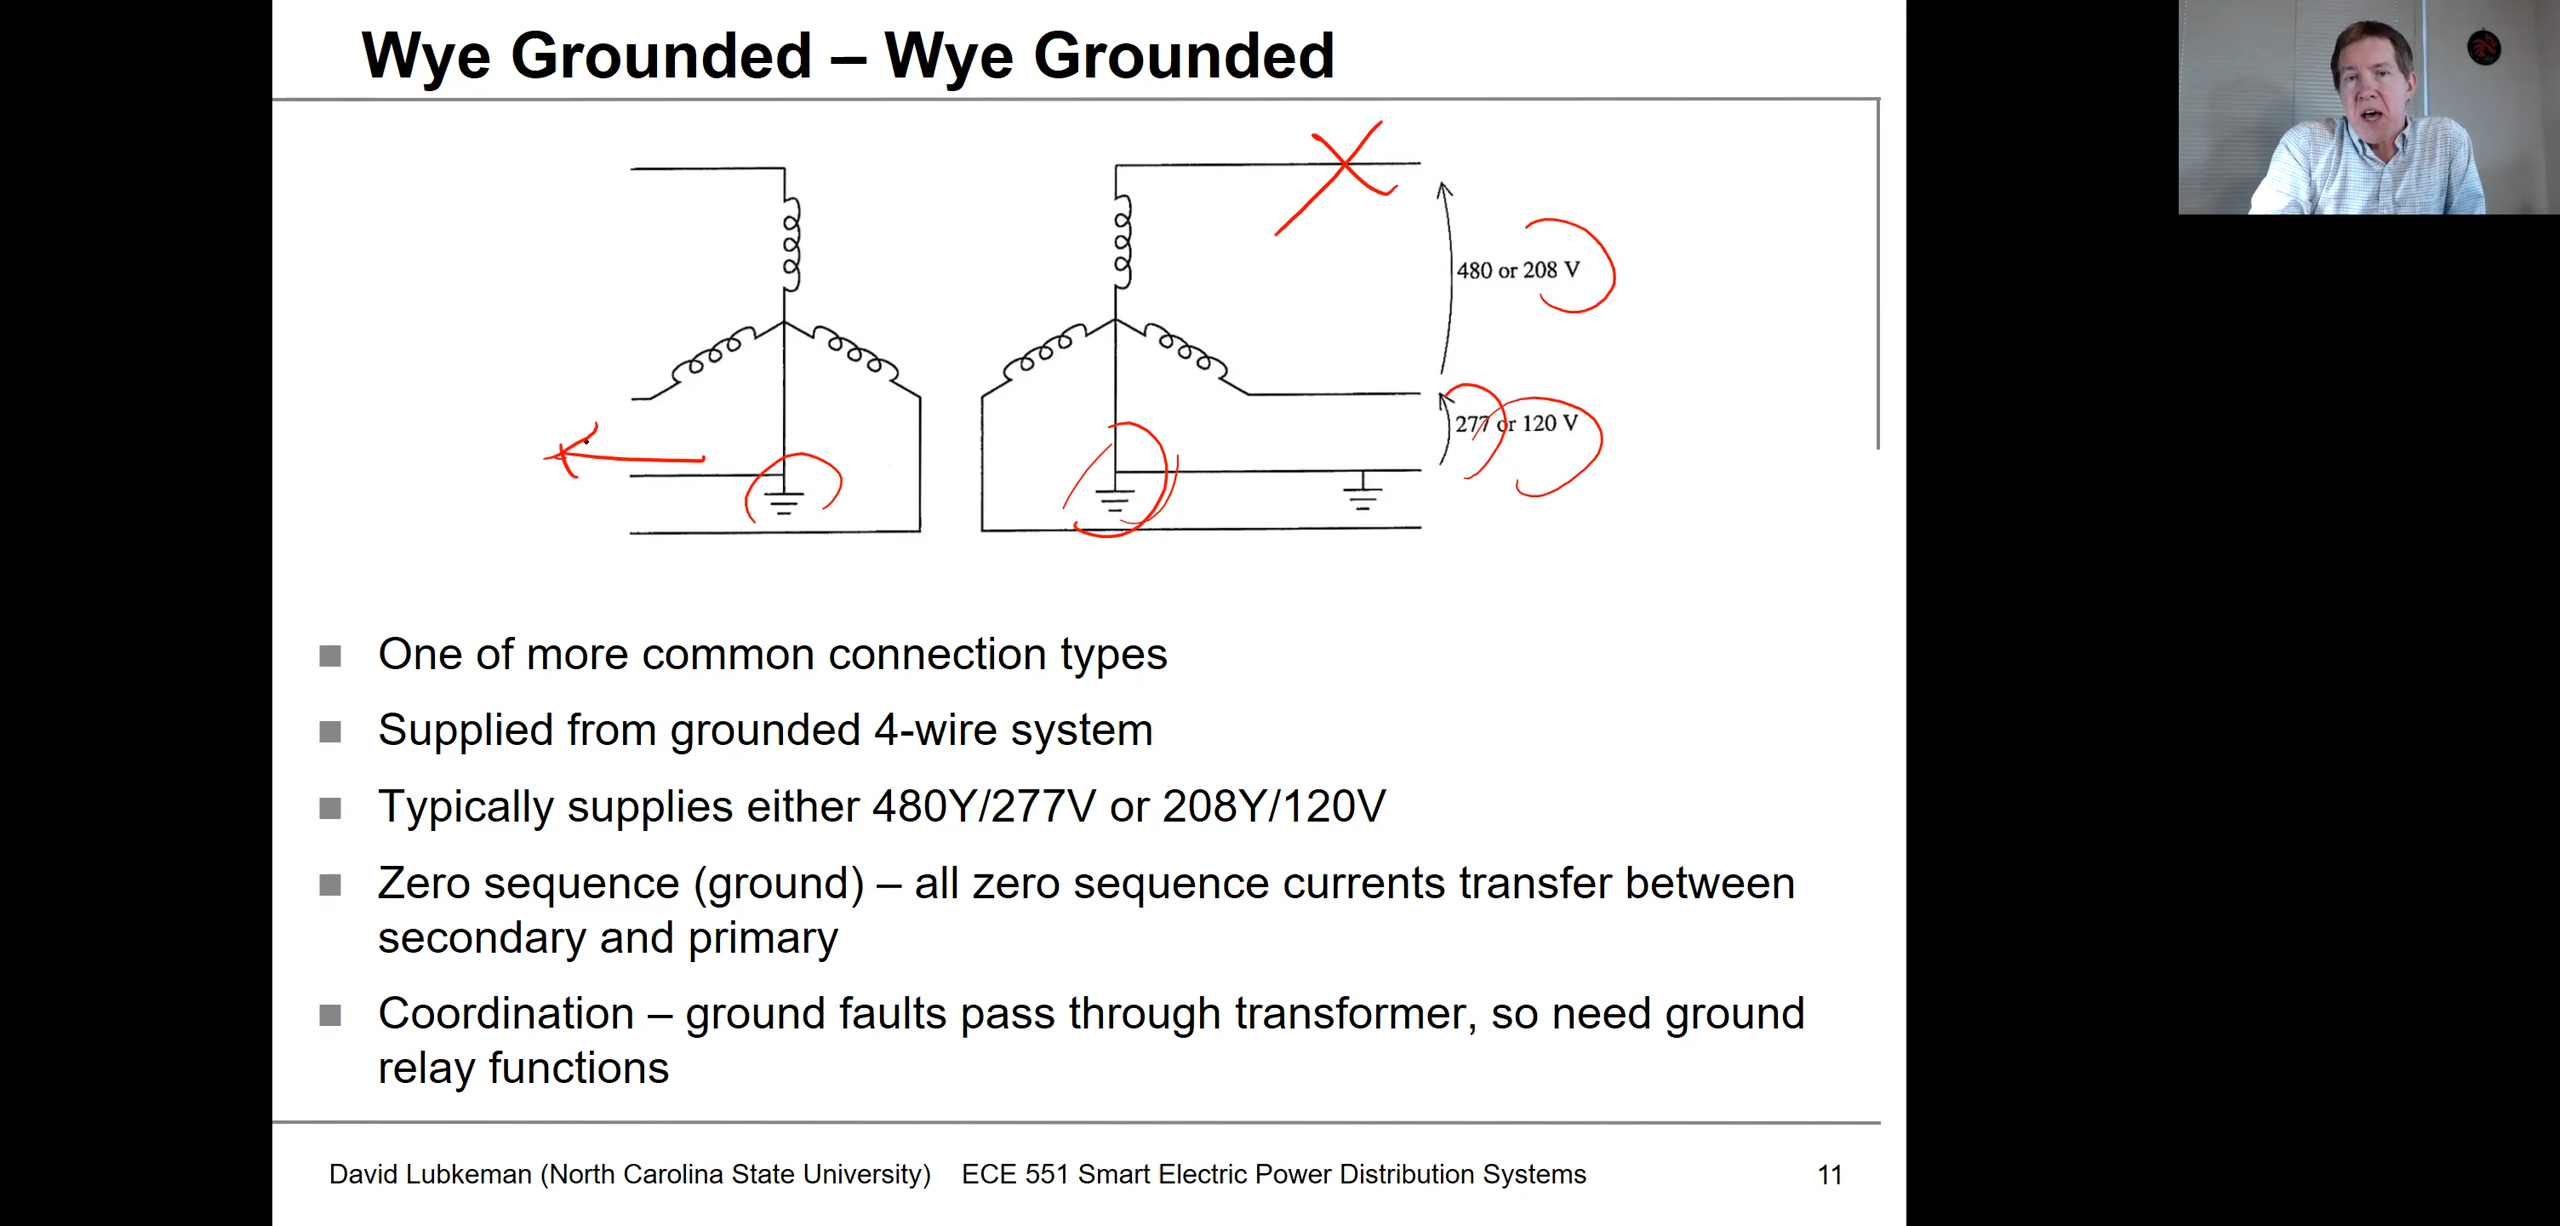 Wye Grounded – Wye Grounded
480 or 208 V
277 or 120 V
One of more common connection types
Supplied from grounded 4-wire system
Typically supplies either 480Y/277V or 208Y/120V
Zero sequence (ground) – all zero sequence currents transfer between
secondary and primary
Coordination – ground faults pass through transformer, so need ground
relay functions
David Lubkeman (North Carolina State University) ECE 551 Smart Electric Power Distribution Systems 11